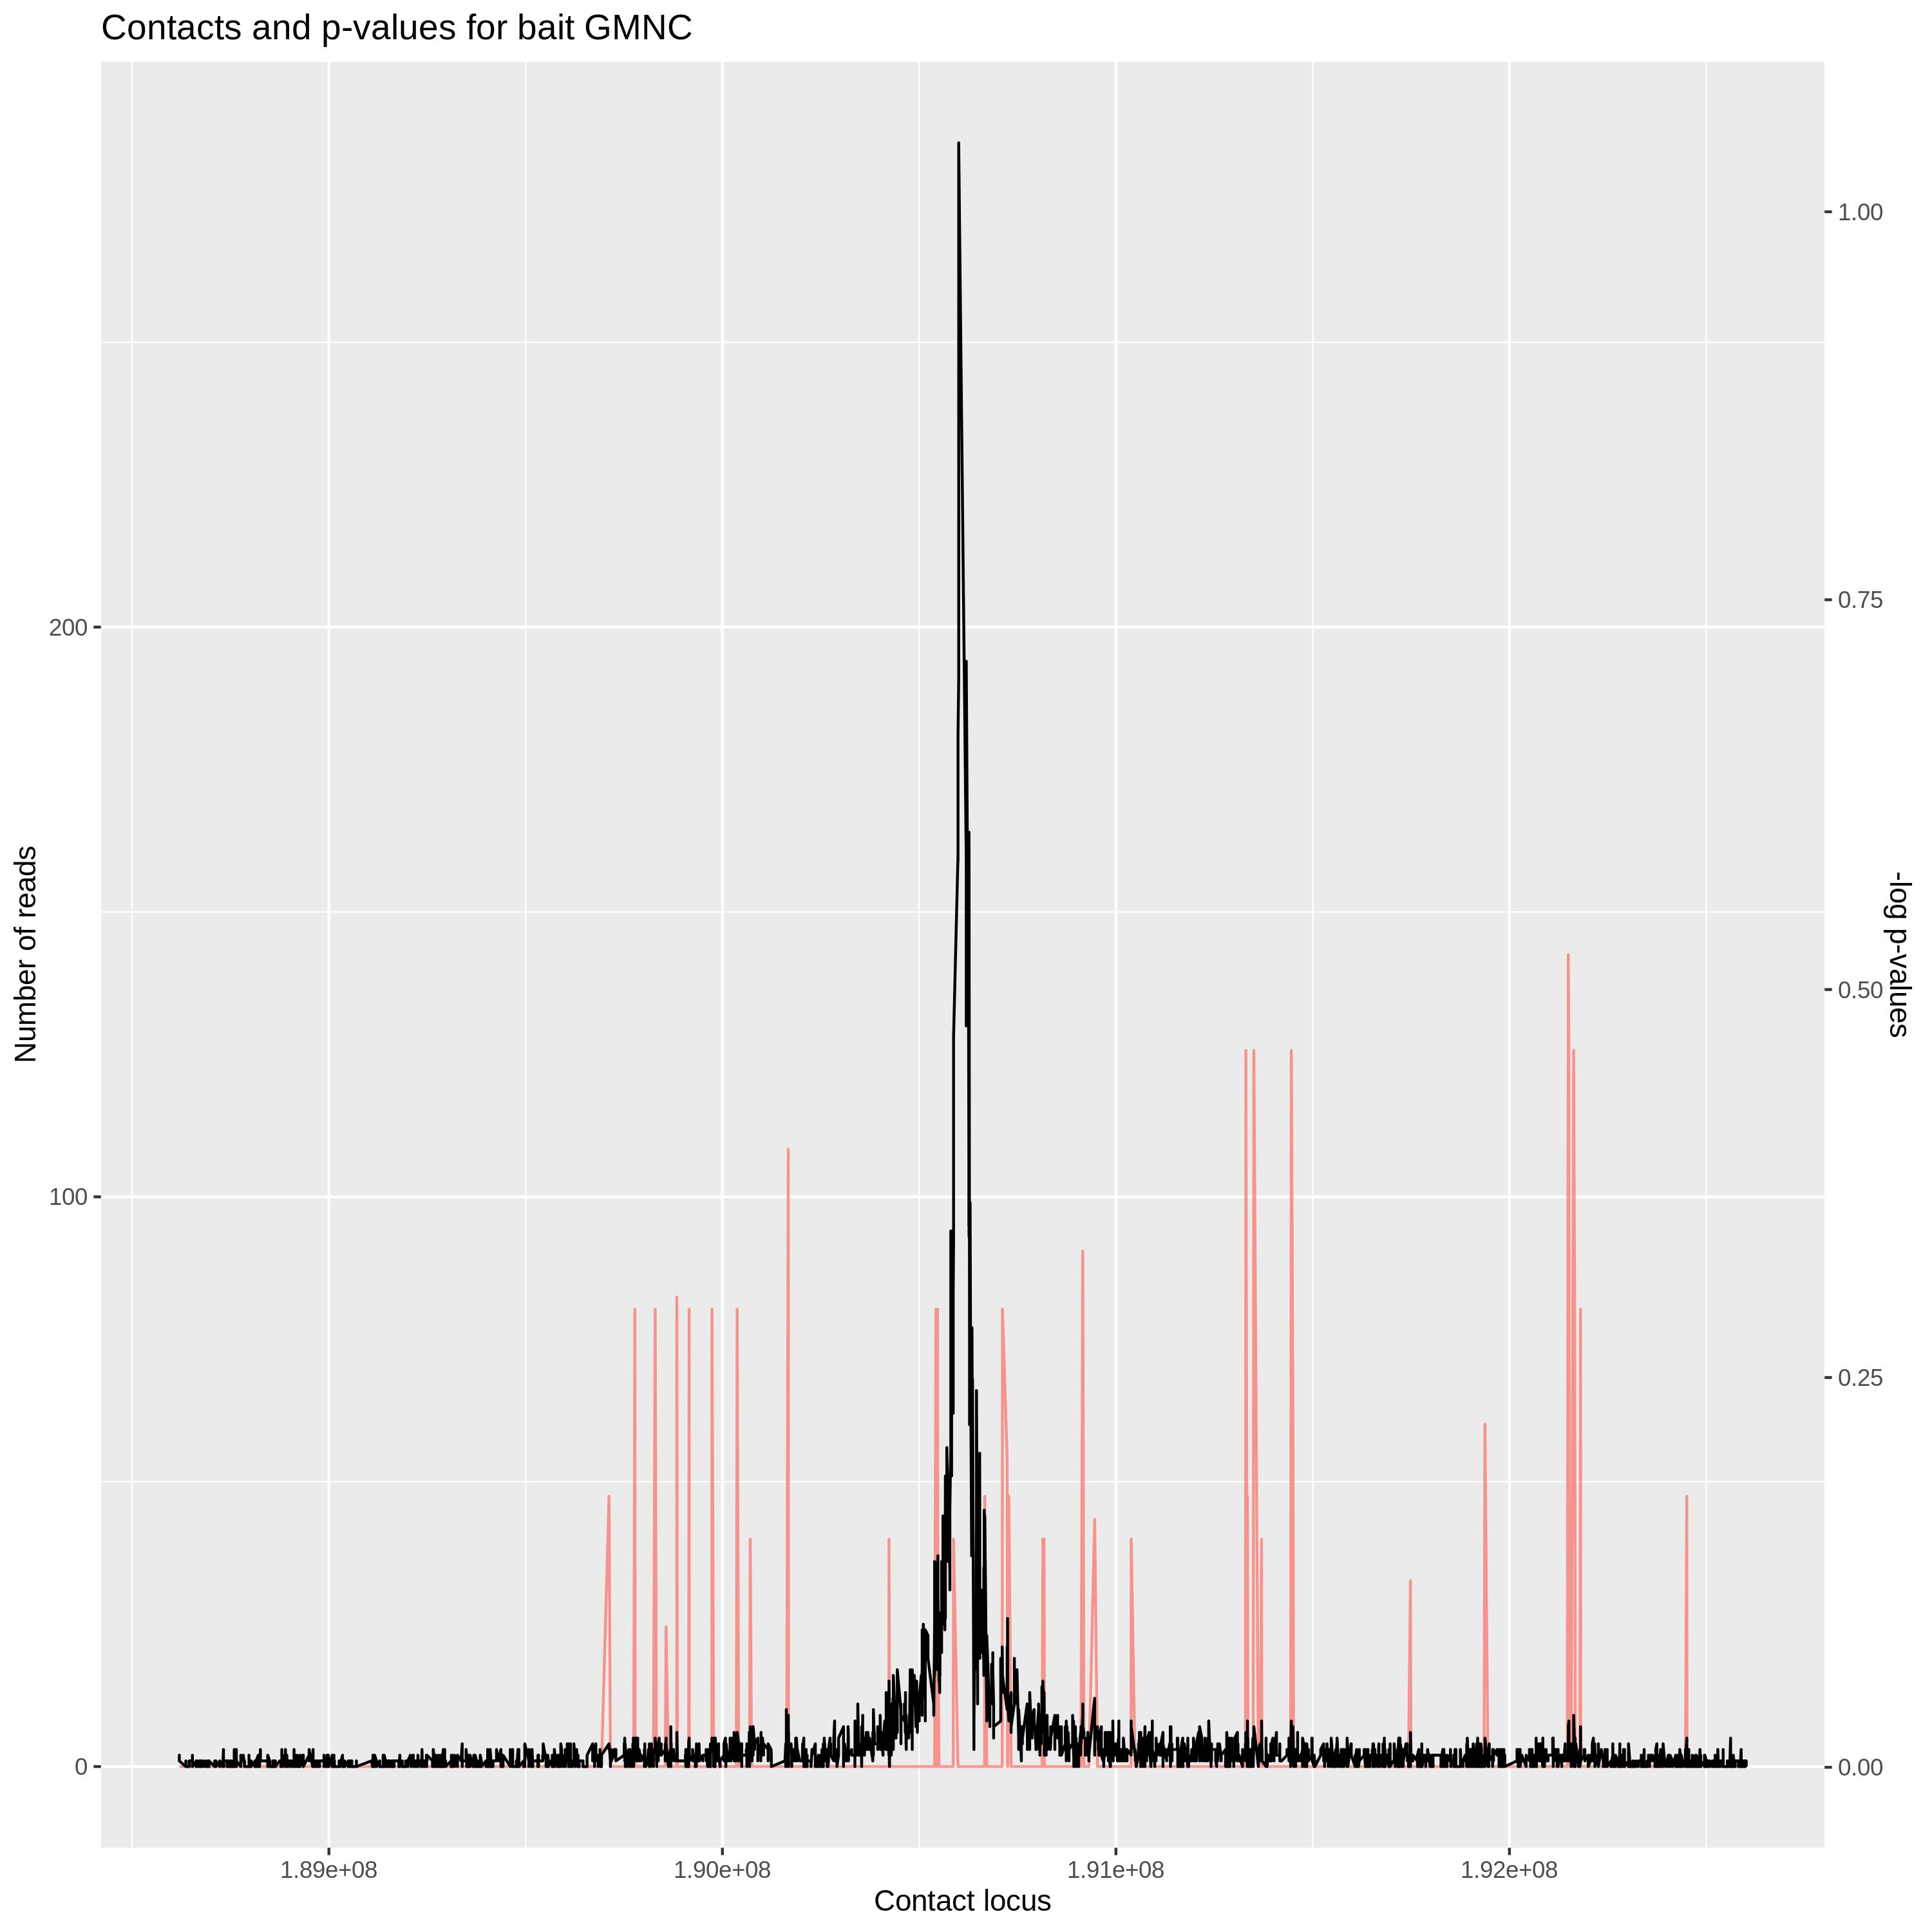 Contacts and p-values for bait GMNC
Number of reads
200
100
0
1.00
0.75
0.50
0.25
0.00
-log p-values
1.89e+08
1.90e+08
1.91e+08
1.92e+08
Contact locus